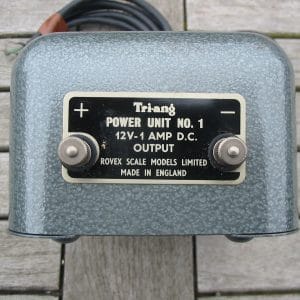 Tri-ang
+ POWER UNIT NO. 1 −
12V-1 AMP D.C.
OUTPUT
ROVEX SCALE MODELS LIMITED
MADE IN ENGLAND